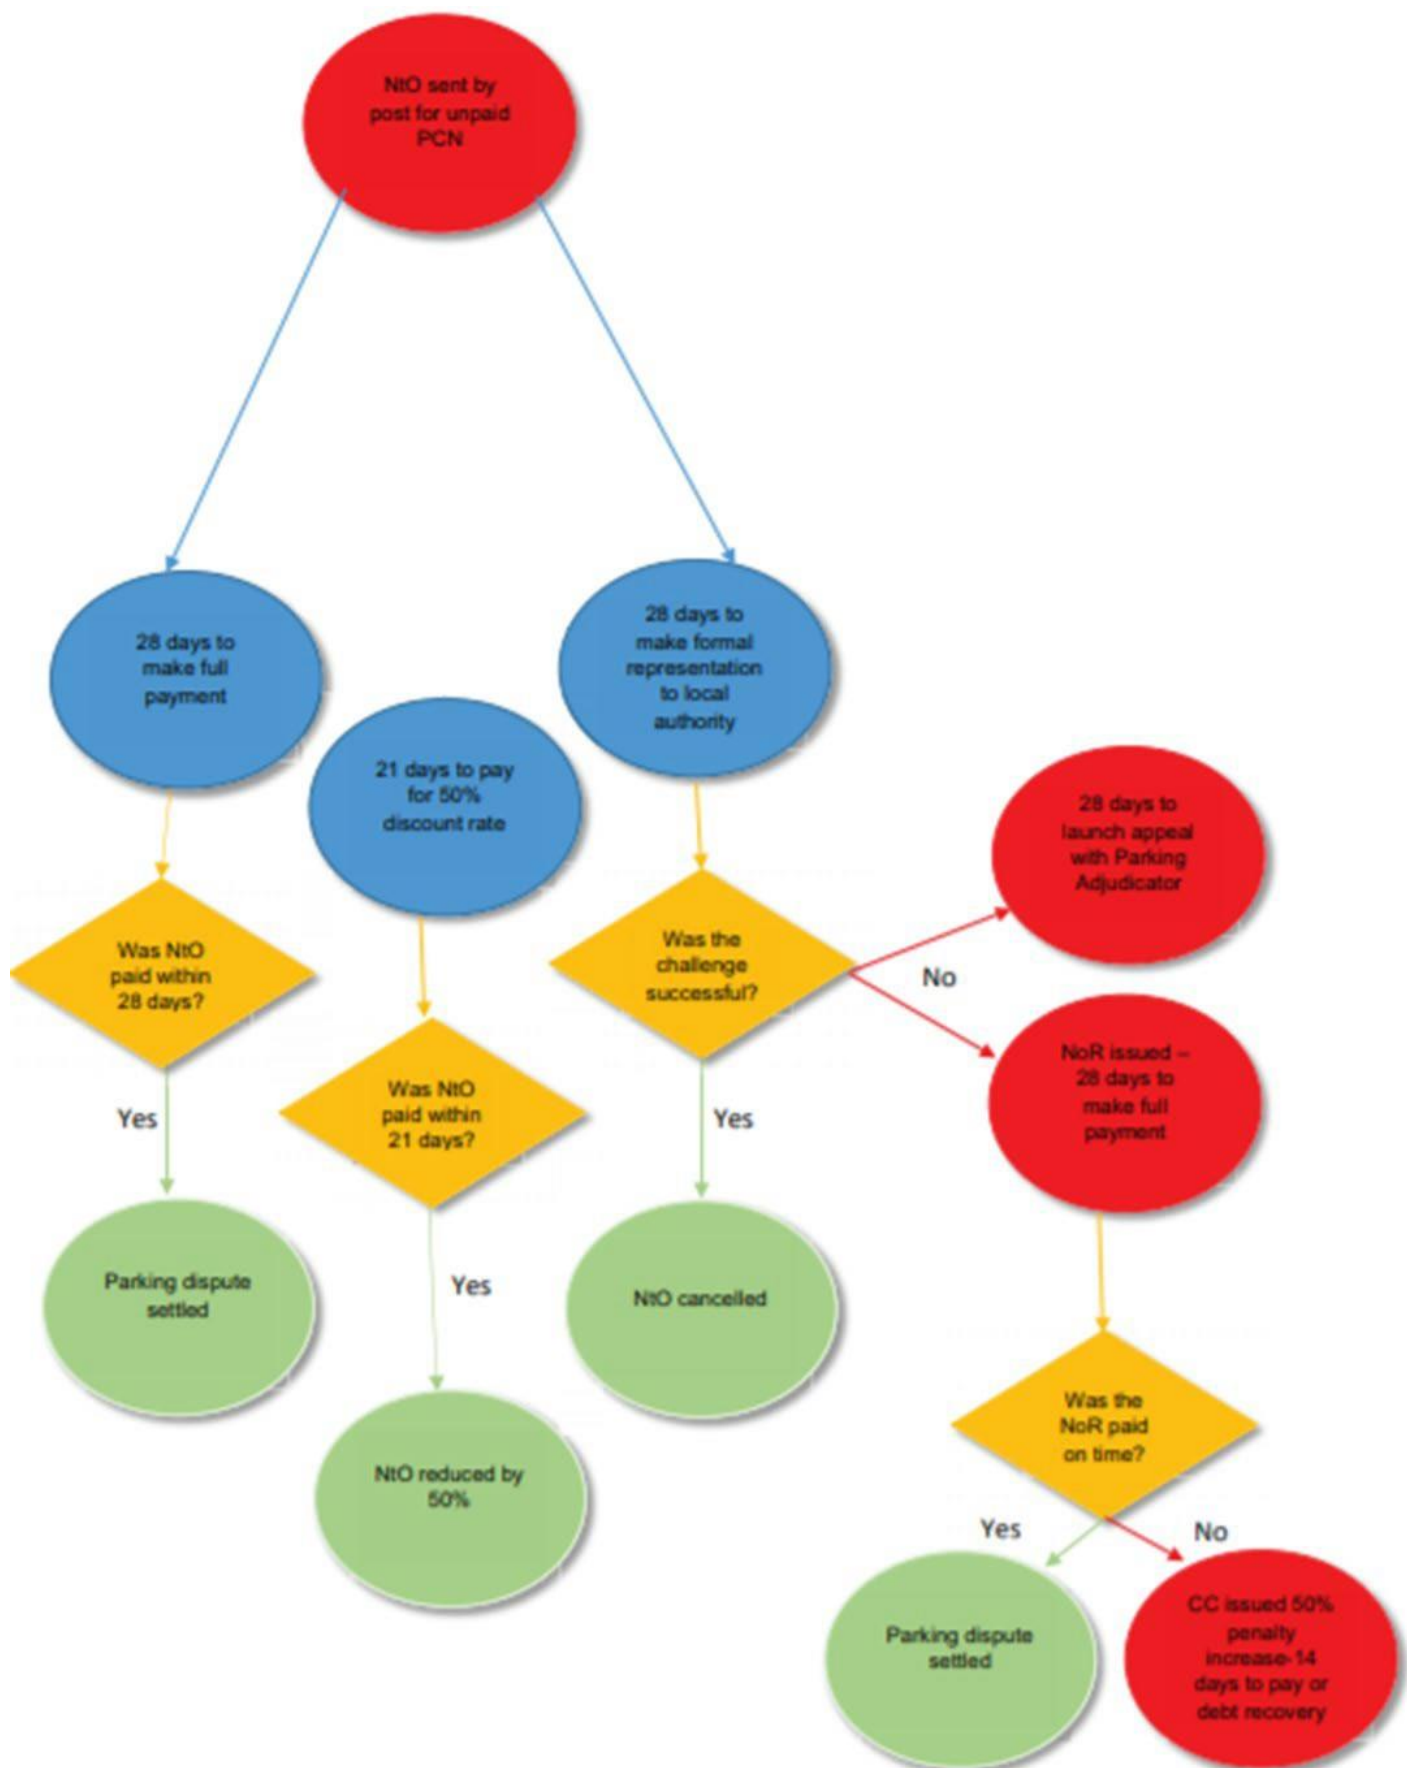 NtO sent by
post for unpaid
PCN
28 days to
make full
payment
21 days to pay
for 50%
discount rate
28 days to
make formal
representation
to local
authority
28 days to
launch appeal
with Parking
Adjudicator
Was NtO
paid within
28 days?
Was the
challenge
successful?
No
NoR issued –
28 days to
make full
payment
Was NtO
paid within
21 days?
Yes
Yes
Yes
Parking dispute
settled
NtO cancelled
NtO reduced by
50%
Was the
NoR paid
on time?
Yes
No
Parking dispute
settled
CC issued 50%
penalty
increase-14
days to pay or
debt recovery